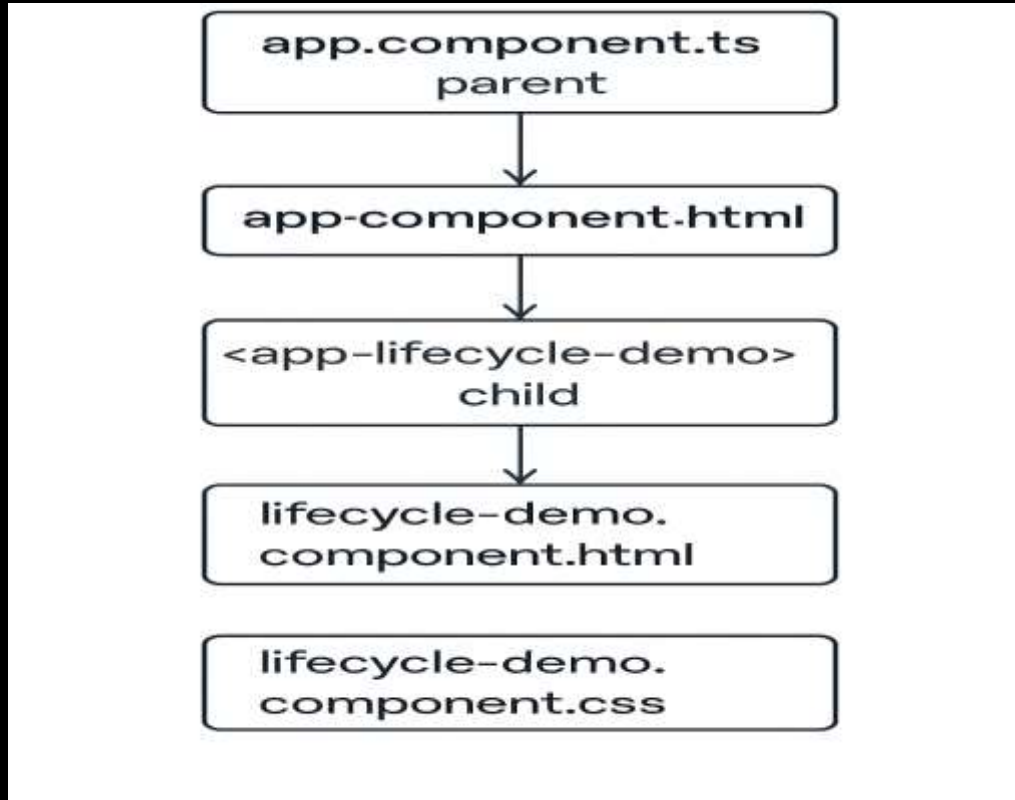 app.component.ts
parent
app-component.html
<app-lifecycle-demo>
child
lifecycle-demo.
component.html
lifecycle-demo.
component.css